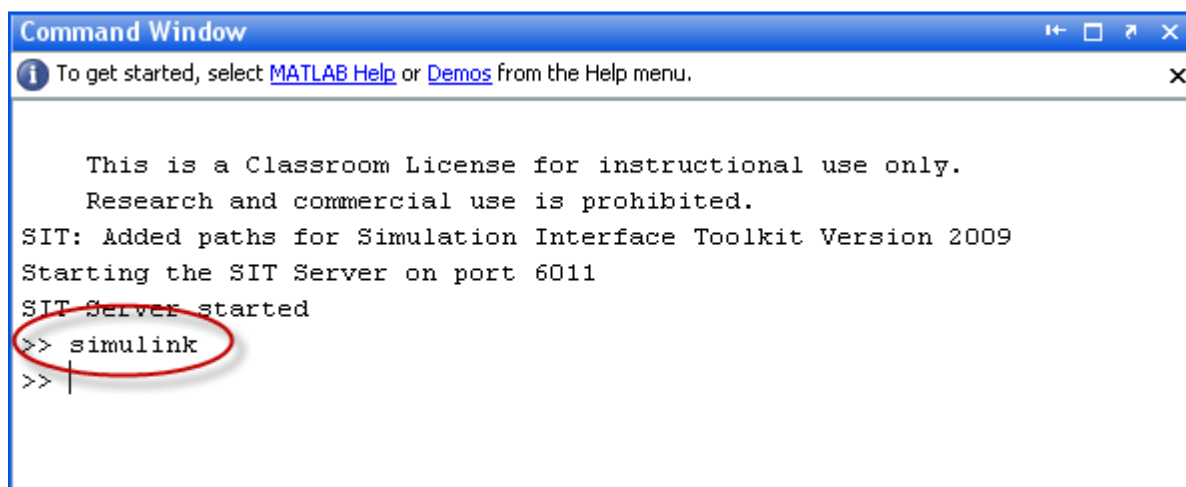 Command Window
To get started, select MATLAB Help or Demos from the Help menu.
This is a Classroom License for instructional use only.
Research and commercial use is prohibited.
SIT: Added paths for Simulation Interface Toolkit Version 2009
Starting the SIT Server on port 6011
SIT Server started
>> simulink
>>